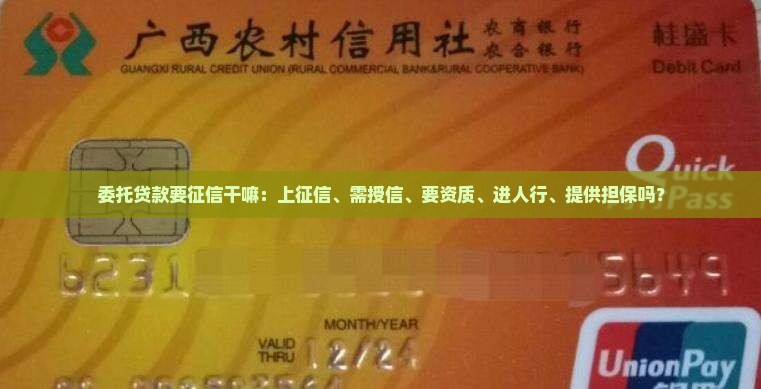 广西农村信用社 农商银行
农合银行
桂盛卡
GUANGXI RURAL CREDIT UNION (RURAL COMMERCIAL BANK&RURAL COOPERATIVE BANK)
Debit Card
Quick
委托贷款要征信干嘛：上征信、需授信、要资质、进人行、提供担保吗？
Pass
6231
5649
MONTH/YEAR
VALID
THRU
12/24
UnionPay
银联